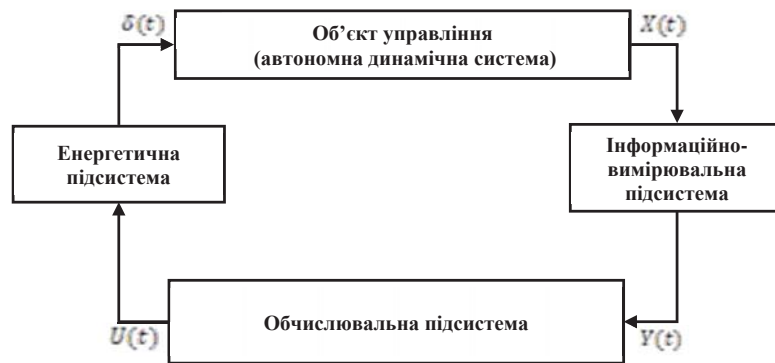 δ(t)
Об’єкт управління
(автономна динамічна система)
X(t)
Енергетична
підсистема
Інформаційно-
вимірювальна
підсистема
U(t)
Обчислювальна підсистема
Y(t)